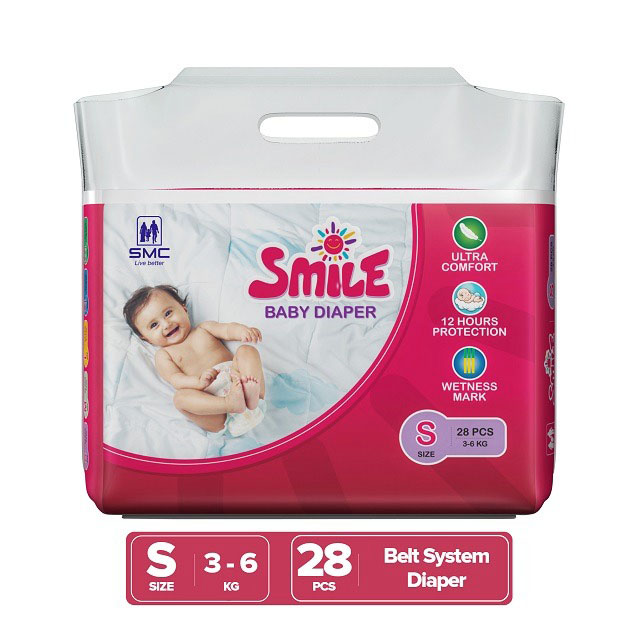 SMC
Live better
SMILE
BABY DIAPER
ULTRA
COMFORT
12 HOURS
PROTECTION
WETNESS
MARK
S
SIZE
28 PCS
3-6 KG
S
SIZE
3 - 6
KG
28
PCS
Belt System
Diaper